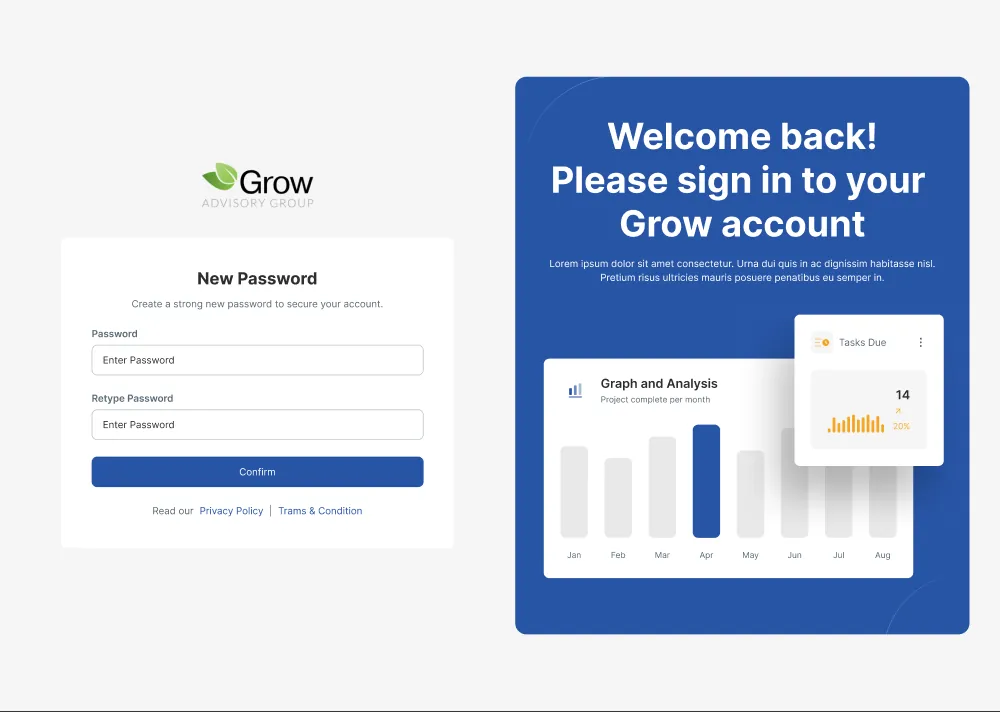 Grow
ADVISORY GROUP
New Password
Create a strong new password to secure your account.
Password
Enter Password
Retype Password
Enter Password
Confirm
Read our Privacy Policy | Trams & Condition
Welcome back!
Please sign in to your
Grow account
Lorem ipsum dolor sit amet consectetur. Urna dui quis in ac dignissim habitasse nisl.
Pretium risus ultricies mauris posuere penatibus eu semper in.
Tasks Due
14
20%
Graph and Analysis
Project complete per month
Jan Feb Mar Apr May Jun Jul Aug